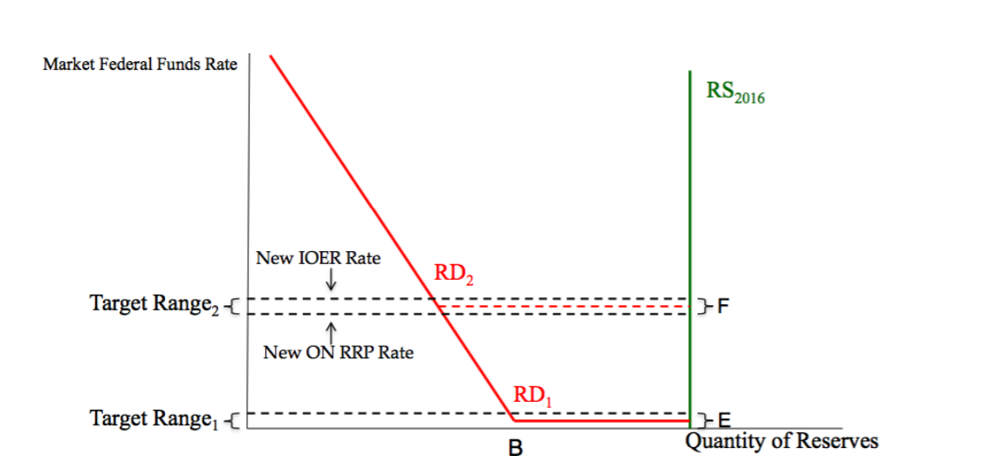 Market Federal Funds Rate
RS2016
New IOER Rate
RD2
Target Range2
F
New ON RRP Rate
RD1
Target Range1
E
B
Quantity of Reserves